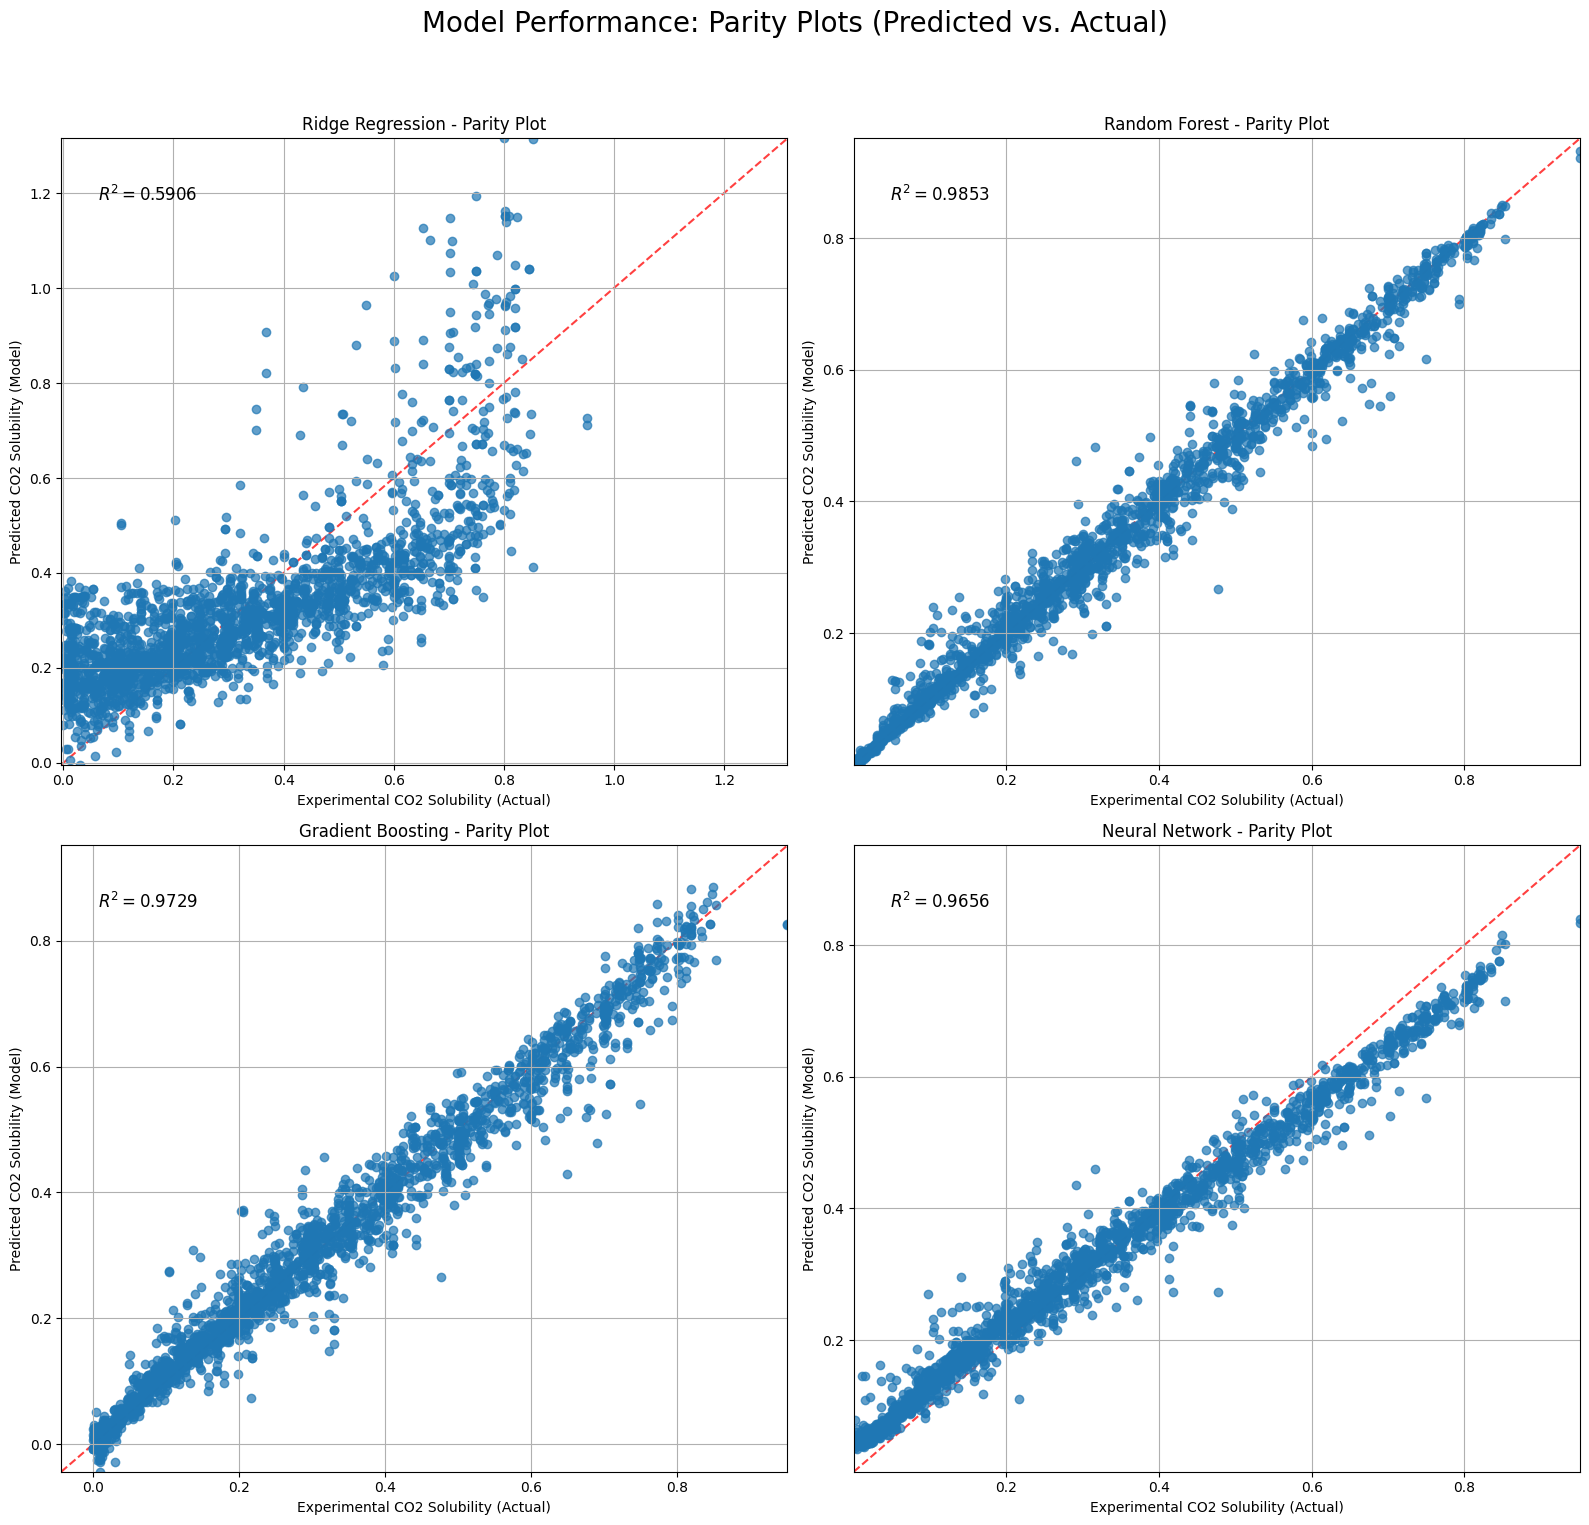 Model Performance: Parity Plots (Predicted vs. Actual)
Ridge Regression - Parity Plot
R² = 0.5906
Predicted CO2 Solubility (Model)
1.2
1.0
0.8
0.6
0.4
0.2
0.0
0.0 0.2 0.4 0.6 0.8 1.0 1.2
Experimental CO2 Solubility (Actual)
Random Forest - Parity Plot
R² = 0.9853
Predicted CO2 Solubility (Model)
0.8
0.6
0.4
0.2
0.2 0.4 0.6 0.8
Experimental CO2 Solubility (Actual)
Gradient Boosting - Parity Plot
R² = 0.9729
Predicted CO2 Solubility (Model)
0.8
0.6
0.4
0.2
0.0
0.0 0.2 0.4 0.6 0.8
Experimental CO2 Solubility (Actual)
Neural Network - Parity Plot
R² = 0.9656
Predicted CO2 Solubility (Model)
0.8
0.6
0.4
0.2
0.2 0.4 0.6 0.8
Experimental CO2 Solubility (Actual)